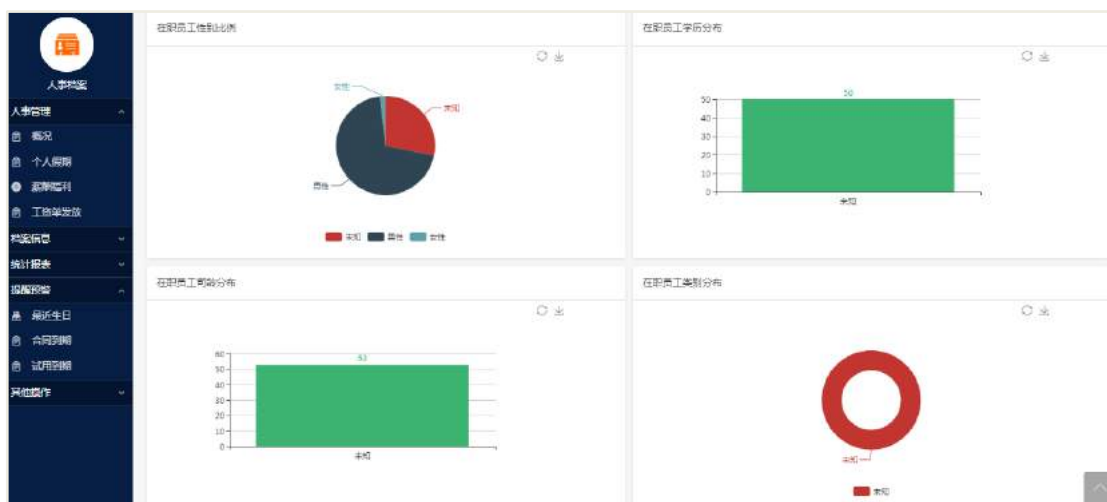 人事档案
人事管理
概况
个人假期
薪酬福利
工资单发放
档案信息
统计报表
提醒预警
最近生日
合同到期
试用到期
其他操作
在职员工性别比例
女性
未知
男性
未知 男性 女性
在职员工学历分布
50
50
40
30
20
10
0
未知
在职员工司龄分布
53
60
50
40
30
20
10
0
未知
在职员工类别分布
未知
未知